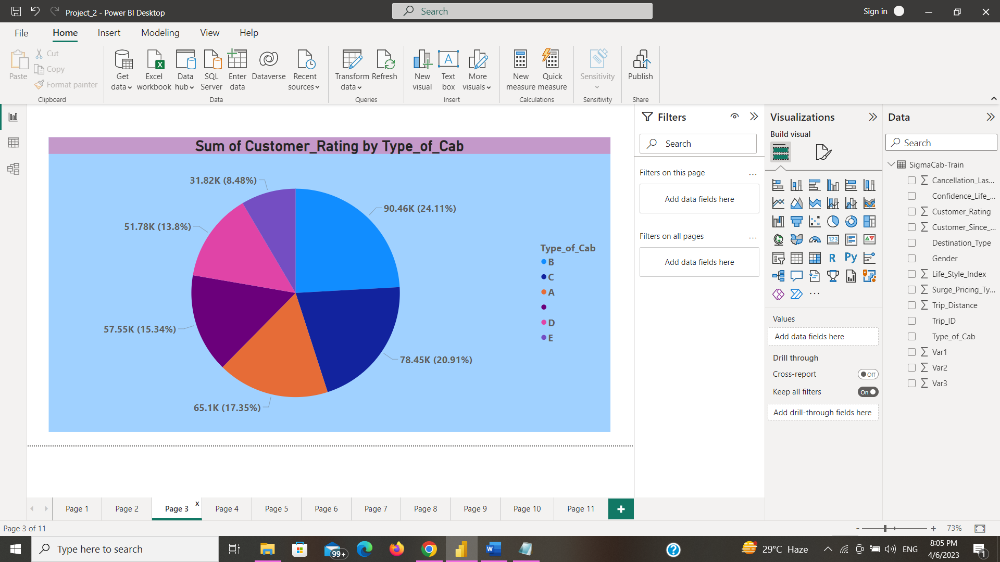 Project_2 - Power BI Desktop
Search
Sign in
File
Home
Insert
Modeling
View
Help
Paste
Cut
Copy
Format painter
Clipboard
Get data
Excel workbook
Data hub
SQL Server
Enter data
Dataverse
Recent sources
Data
Transform data
Refresh
Queries
New visual
Text box
More visuals
Insert
New measure
Quick measure
Calculations
Sensitivity
Sensitivity
Publish
Share
Sum of Customer_Rating by Type_of_Cab
31.82K (8.48%)
90.46K (24.11%)
51.78K (13.8%)
57.55K (15.34%)
78.45K (20.91%)
65.1K (17.35%)
Type_of_Cab
B
C
A
D
E
Filters
Search
Filters on this page
...
Add data fields here
Filters on all pages
...
Add data fields here
Visualizations
Build visual
123
R
Py
...
Values
Add data fields here
Drill through
Cross-report
Off
Keep all filters
On
Add drill-through fields here
Data
Search
SigmaCab-Train
Cancellation_Las...
Confidence_Life_...
Customer_Rating
Customer_Since_...
Destination_Type
Gender
Life_Style_Index
Surge_Pricing_Ty...
Trip_Distance
Trip_ID
Type_of_Cab
Var1
Var2
Var3
Page 1
Page 2
Page 3
x
Page 4
Page 5
Page 6
Page 7
Page 8
Page 9
Page 10
Page 11
+
Page 3 of 11
- + 73%
Type here to search
99+
29°C Haze
ENG
8:05 PM
4/6/2023
1